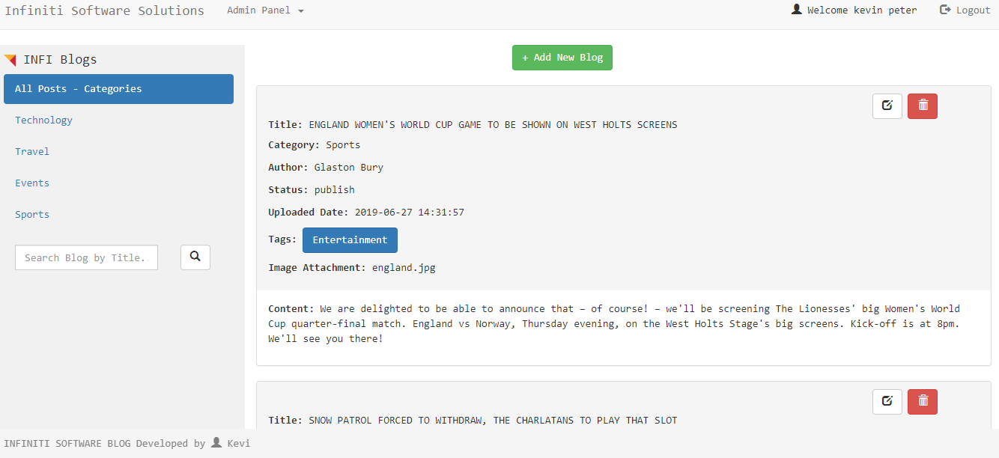 Infiniti Software Solutions Admin Panel Welcome kevin peter Logout
INFI Blogs
All Posts - Categories
Technology
Travel
Events
Sports
Search Blog by Title..
+ Add New Blog
Title: ENGLAND WOMEN'S WORLD CUP GAME TO BE SHOWN ON WEST HOLTS SCREENS
Category: Sports
Author: Glaston Bury
Status: publish
Uploaded Date: 2019-06-27 14:31:57
Tags: Entertainment
Image Attachment: england.jpg
Content: We are delighted to be able to announce that – of course! – we'll be screening The Lionesses' big Women's World
Cup quarter-final match. England vs Norway, Thursday evening, on the West Holts Stage's big screens. Kick-off is at 8pm.
We'll see you there!
Title: SNOW PATROL FORCED TO WITHDRAW, THE CHARLATANS TO PLAY THAT SLOT
INFINITI SOFTWARE BLOG Developed by Kevi